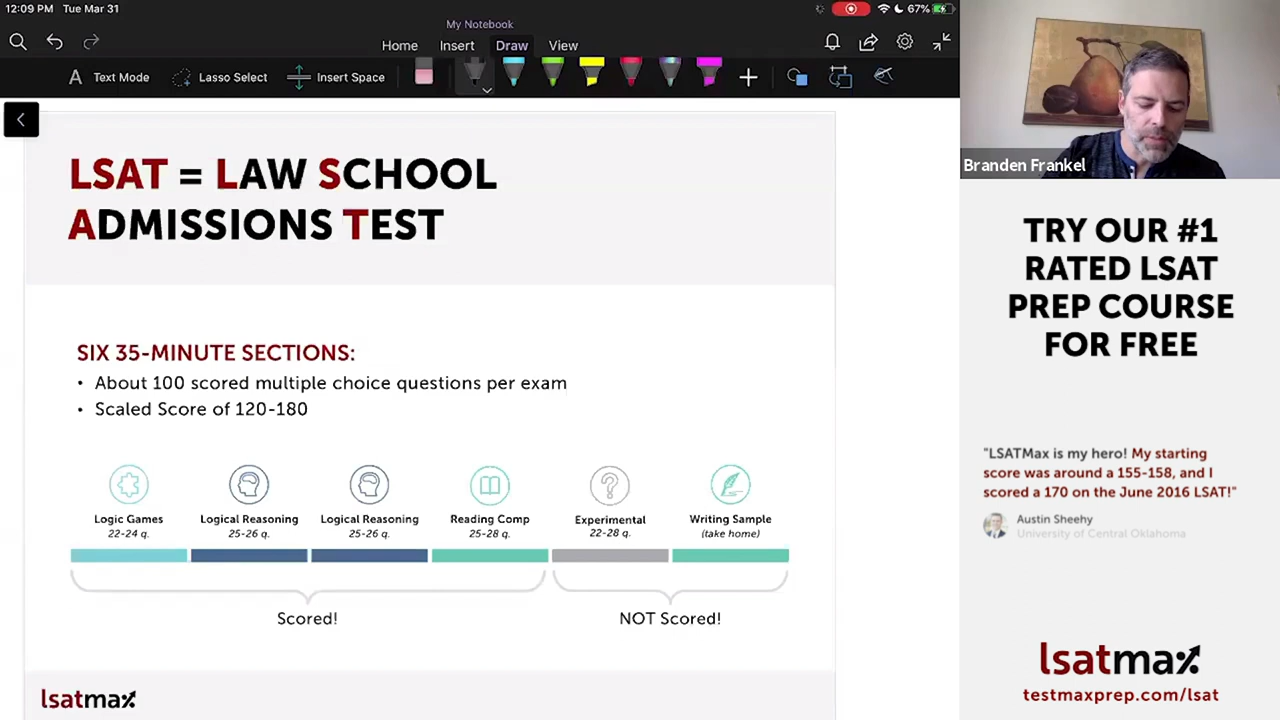 12:09 PM Tue Mar 31
67%
My Notebook
Home Insert Draw View
Text Mode Lasso Select Insert Space
LSAT = LAW SCHOOL
ADMISSIONS TEST
SIX 35-MINUTE SECTIONS:
• About 100 scored multiple choice questions per exam
• Scaled Score of 120-180
Logic Games
22-24 q.
Logical Reasoning
25-26 q.
Logical Reasoning
25-26 q.
Reading Comp
25-28 q.
Experimental
22-28 q.
Writing Sample
(take home)
Scored!
NOT Scored!
lsatmax
Branden Frankel
TRY OUR #1
RATED LSAT
PREP COURSE
FOR FREE
"LSATMax is my hero! My starting
score was around a 155-158, and I
scored a 170 on the June 2016 LSAT!"
Austin Sheehy
University of Central Oklahoma
lsatmax
testmaxprep.com/lsat